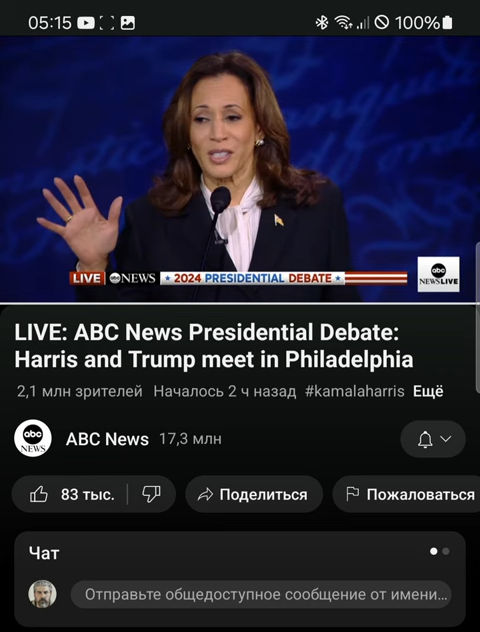 05:15 100%
LIVE abc NEWS ★ 2024 PRESIDENTIAL DEBATE ★
abc
NEWS LIVE
LIVE: ABC News Presidential Debate:
Harris and Trump meet in Philadelphia
2,1 млн зрителей Началось 2 ч назад #kamalaharris Ещё
abc
NEWS
ABC News 17,3 млн
83 тыс. Поделиться Пожаловаться
Чат
Отправьте общедоступное сообщение от имени...